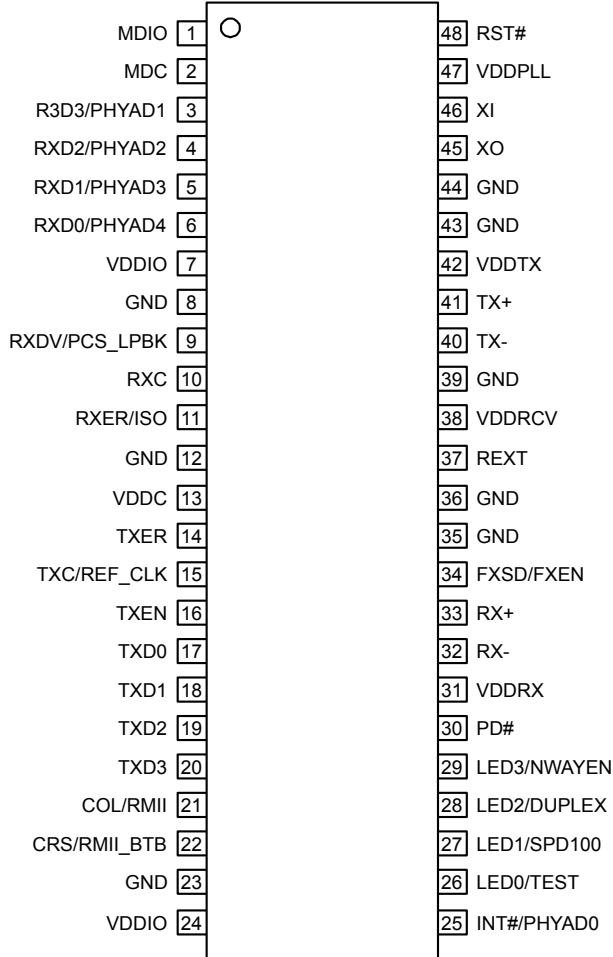 MDIO 1
MDC 2
R3D3/PHYAD1 3
RXD2/PHYAD2 4
RXD1/PHYAD3 5
RXD0/PHYAD4 6
VDDIO 7
GND 8
RXDV/PCS_LPBK 9
RXC 10
RXER/ISO 11
GND 12
VDDC 13
TXER 14
TXC/REF_CLK 15
TXEN 16
TXD0 17
TXD1 18
TXD2 19
TXD3 20
COL/RMII 21
CRS/RMII_BTB 22
GND 23
VDDIO 24
48 RST#
47 VDDPLL
46 XI
45 XO
44 GND
43 GND
42 VDDTX
41 TX+
40 TX-
39 GND
38 VDDRCV
37 REXT
36 GND
35 GND
34 FXSD/FXEN
33 RX+
32 RX-
31 VDDRX
30 PD#
29 LED3/NWAYEN
28 LED2/DUPLEX
27 LED1/SPD100
26 LED0/TEST
25 INT#/PHYAD0